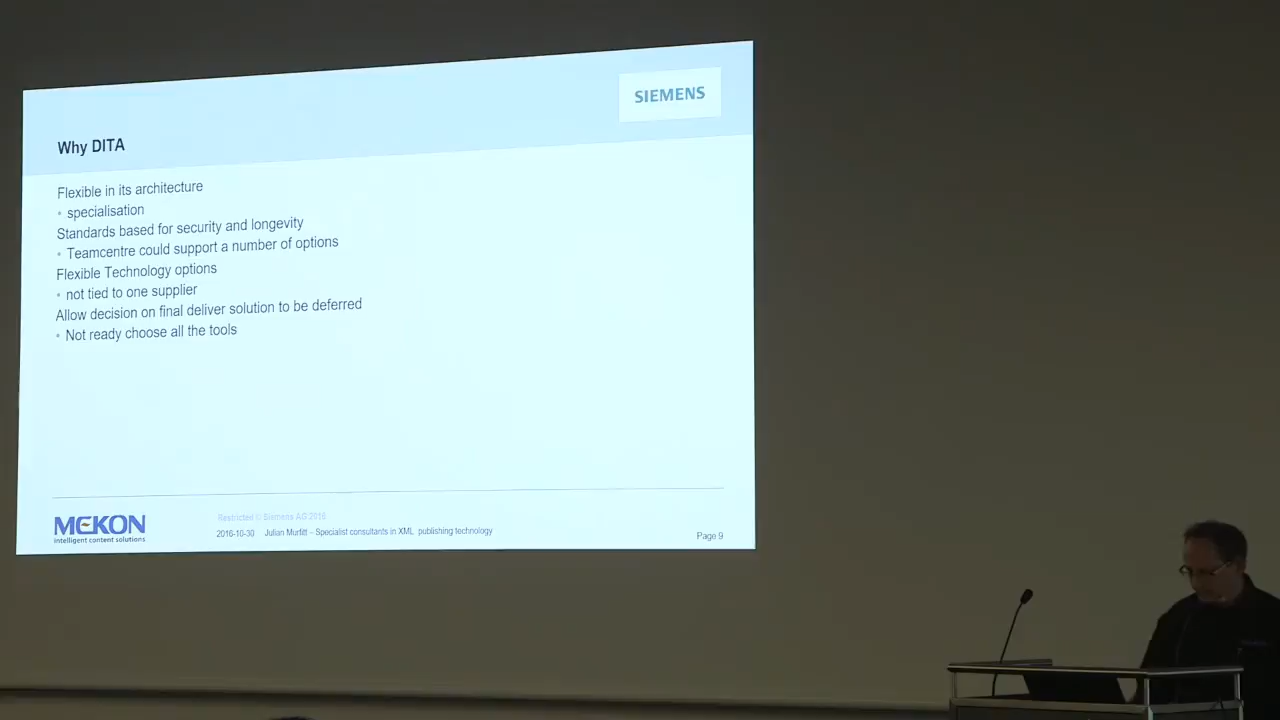 SIEMENS
Why DITA
Flexible in its architecture
• specialisation
Standards based for security and longevity
• Teamcentre could support a number of options
Flexible Technology options
• not tied to one supplier
Allow decision on final deliver solution to be deferred
• Not ready choose all the tools
MEKON
intelligent content solutions
Restricted © Siemens AG 2016
2016-10-30 Julian Murfitt – Specialist consultants in XML publishing technology
Page 9